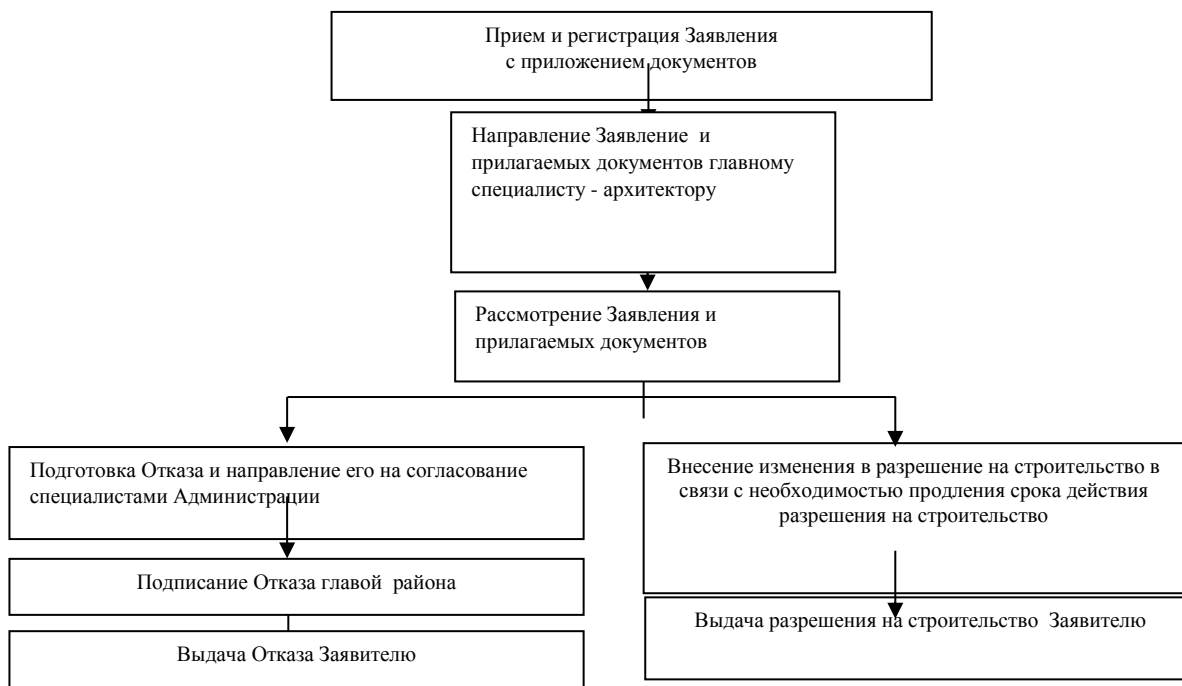 Прием и регистрация Заявления
с приложением документов
Направление Заявление и
прилагаемых документов главному
специалисту - архитектору
Рассмотрение Заявления и
прилагаемых документов
Подготовка Отказа и направление его на согласование
специалистами Администрации
Внесение изменения в разрешение на строительство в
связи с необходимостью продления срока действия
разрешения на строительство
Подписание Отказа главой района
Выдача разрешения на строительство Заявителю
Выдача Отказа Заявителю